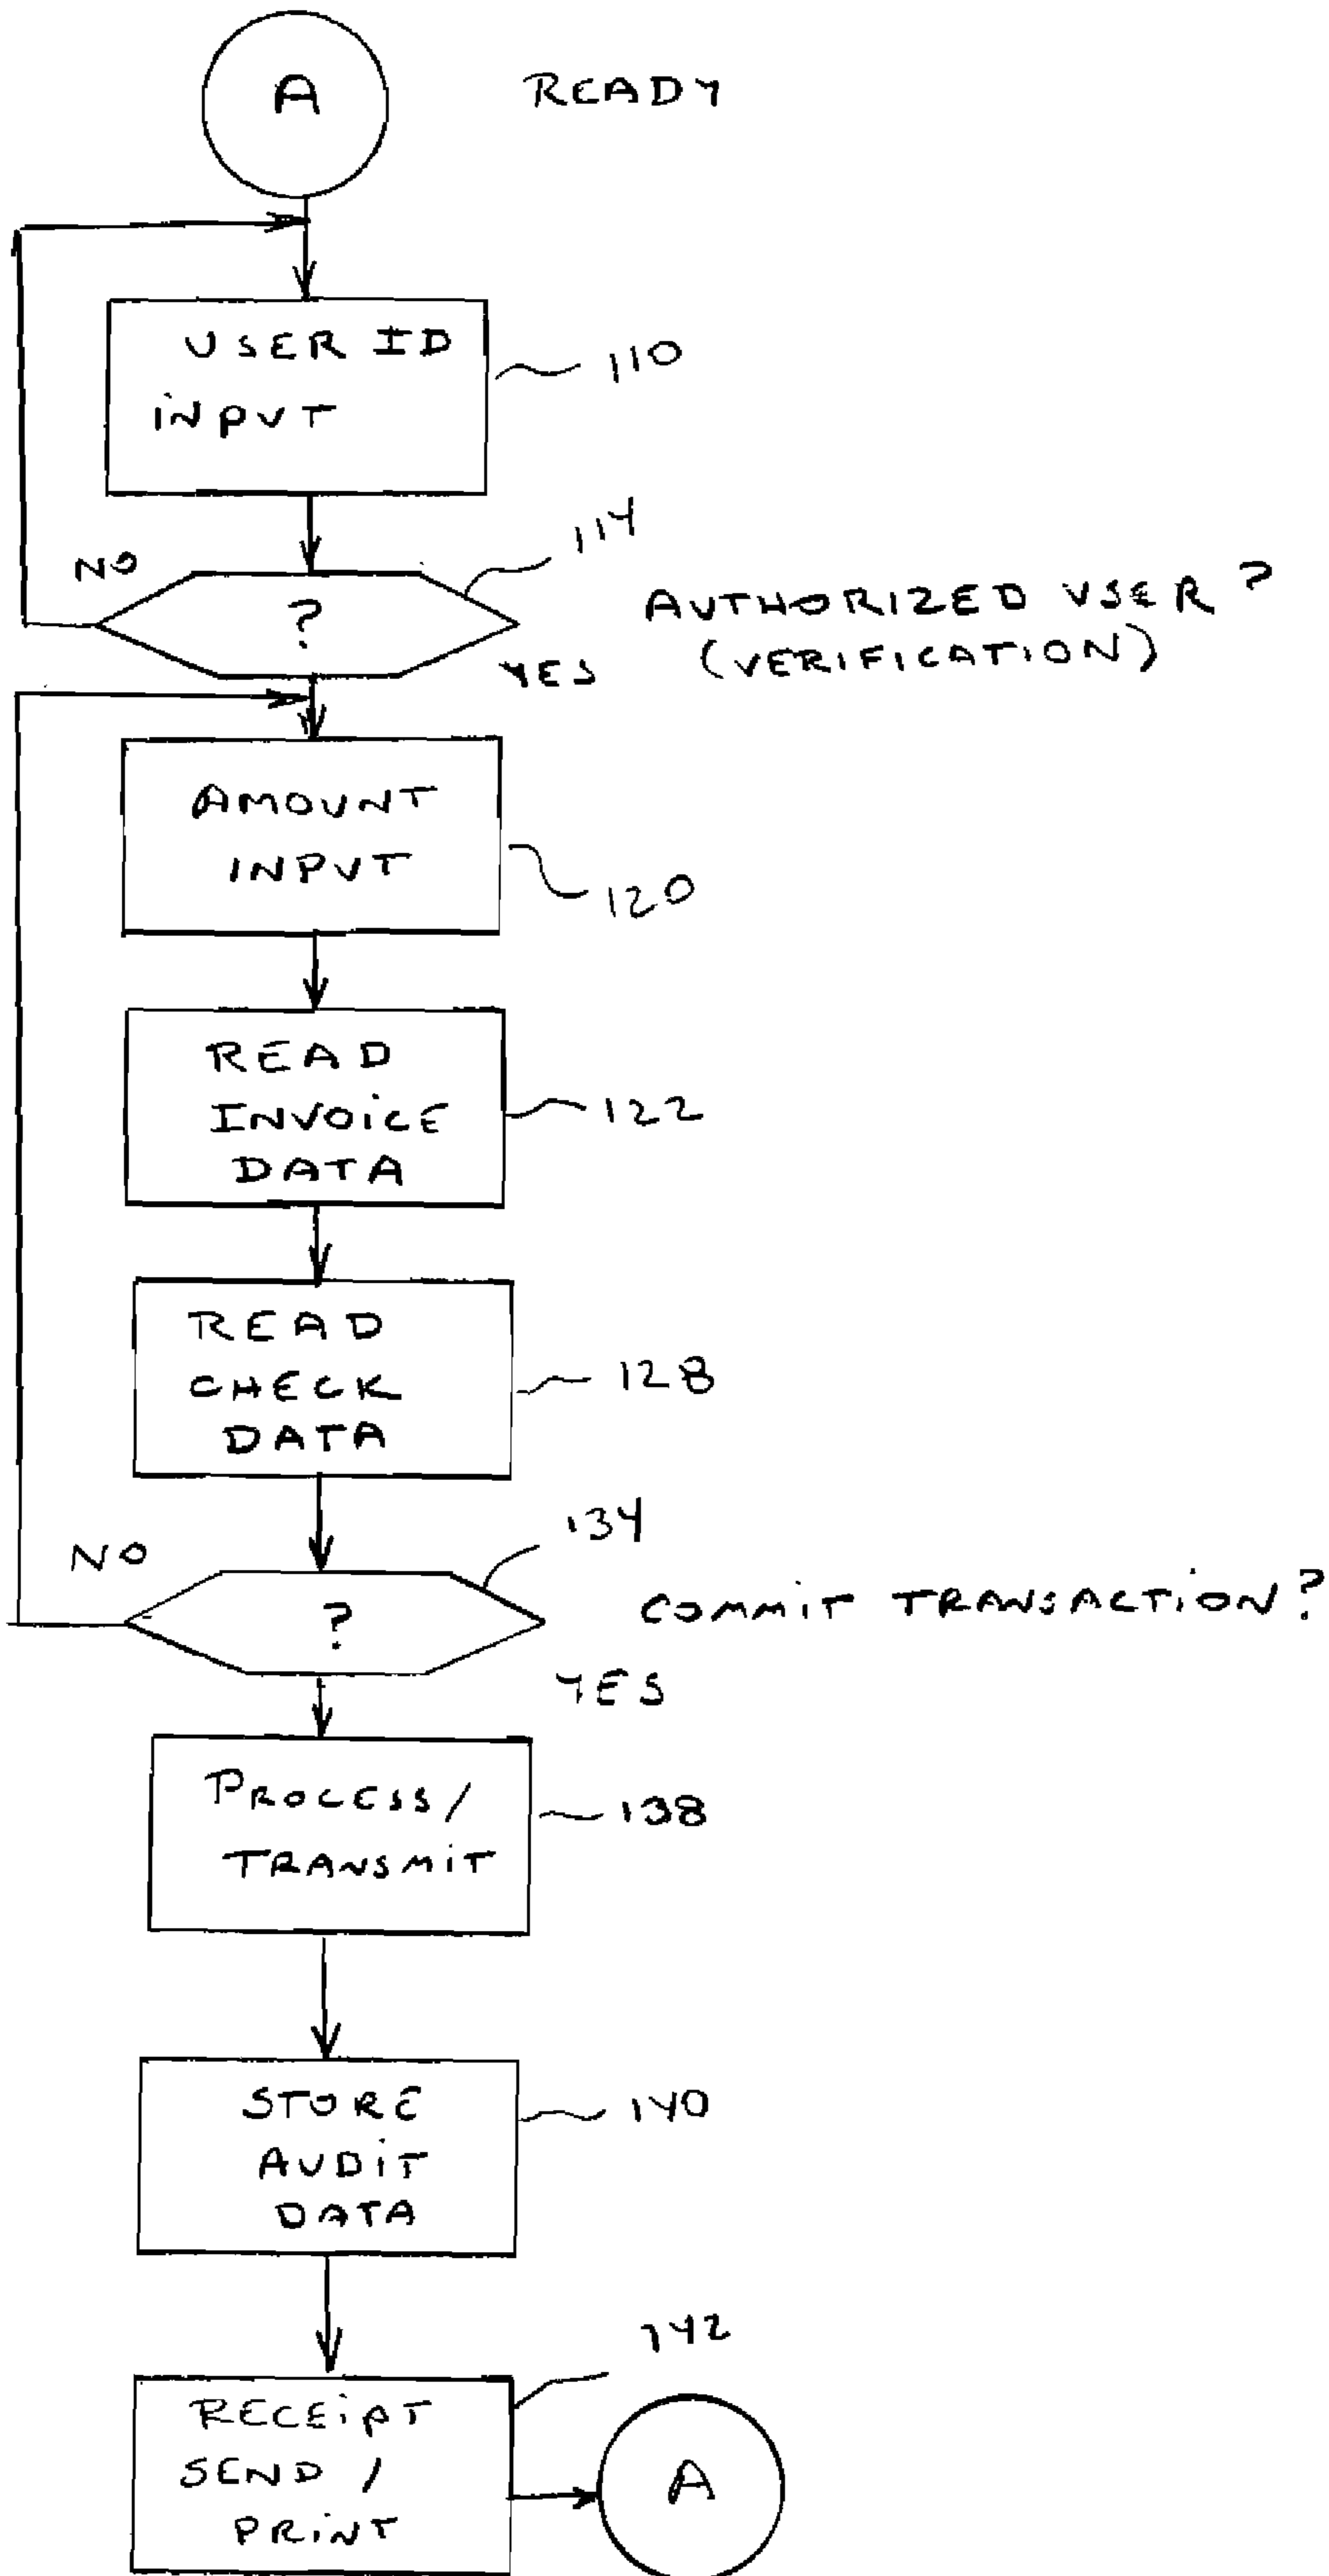 A
READY
USER ID
INPUT
110
NO
?
114
AUTHORIZED USER?
(VERIFICATION)
YES
AMOUNT
INPUT
120
READ
INVOICE
DATA
122
READ
CHECK
DATA
128
NO
?
134
COMMIT TRANSACTION?
YES
PROCESS/
TRANSMIT
138
STORE
AUDIT
DATA
140
142
RECEIPT
SEND /
PRINT
A